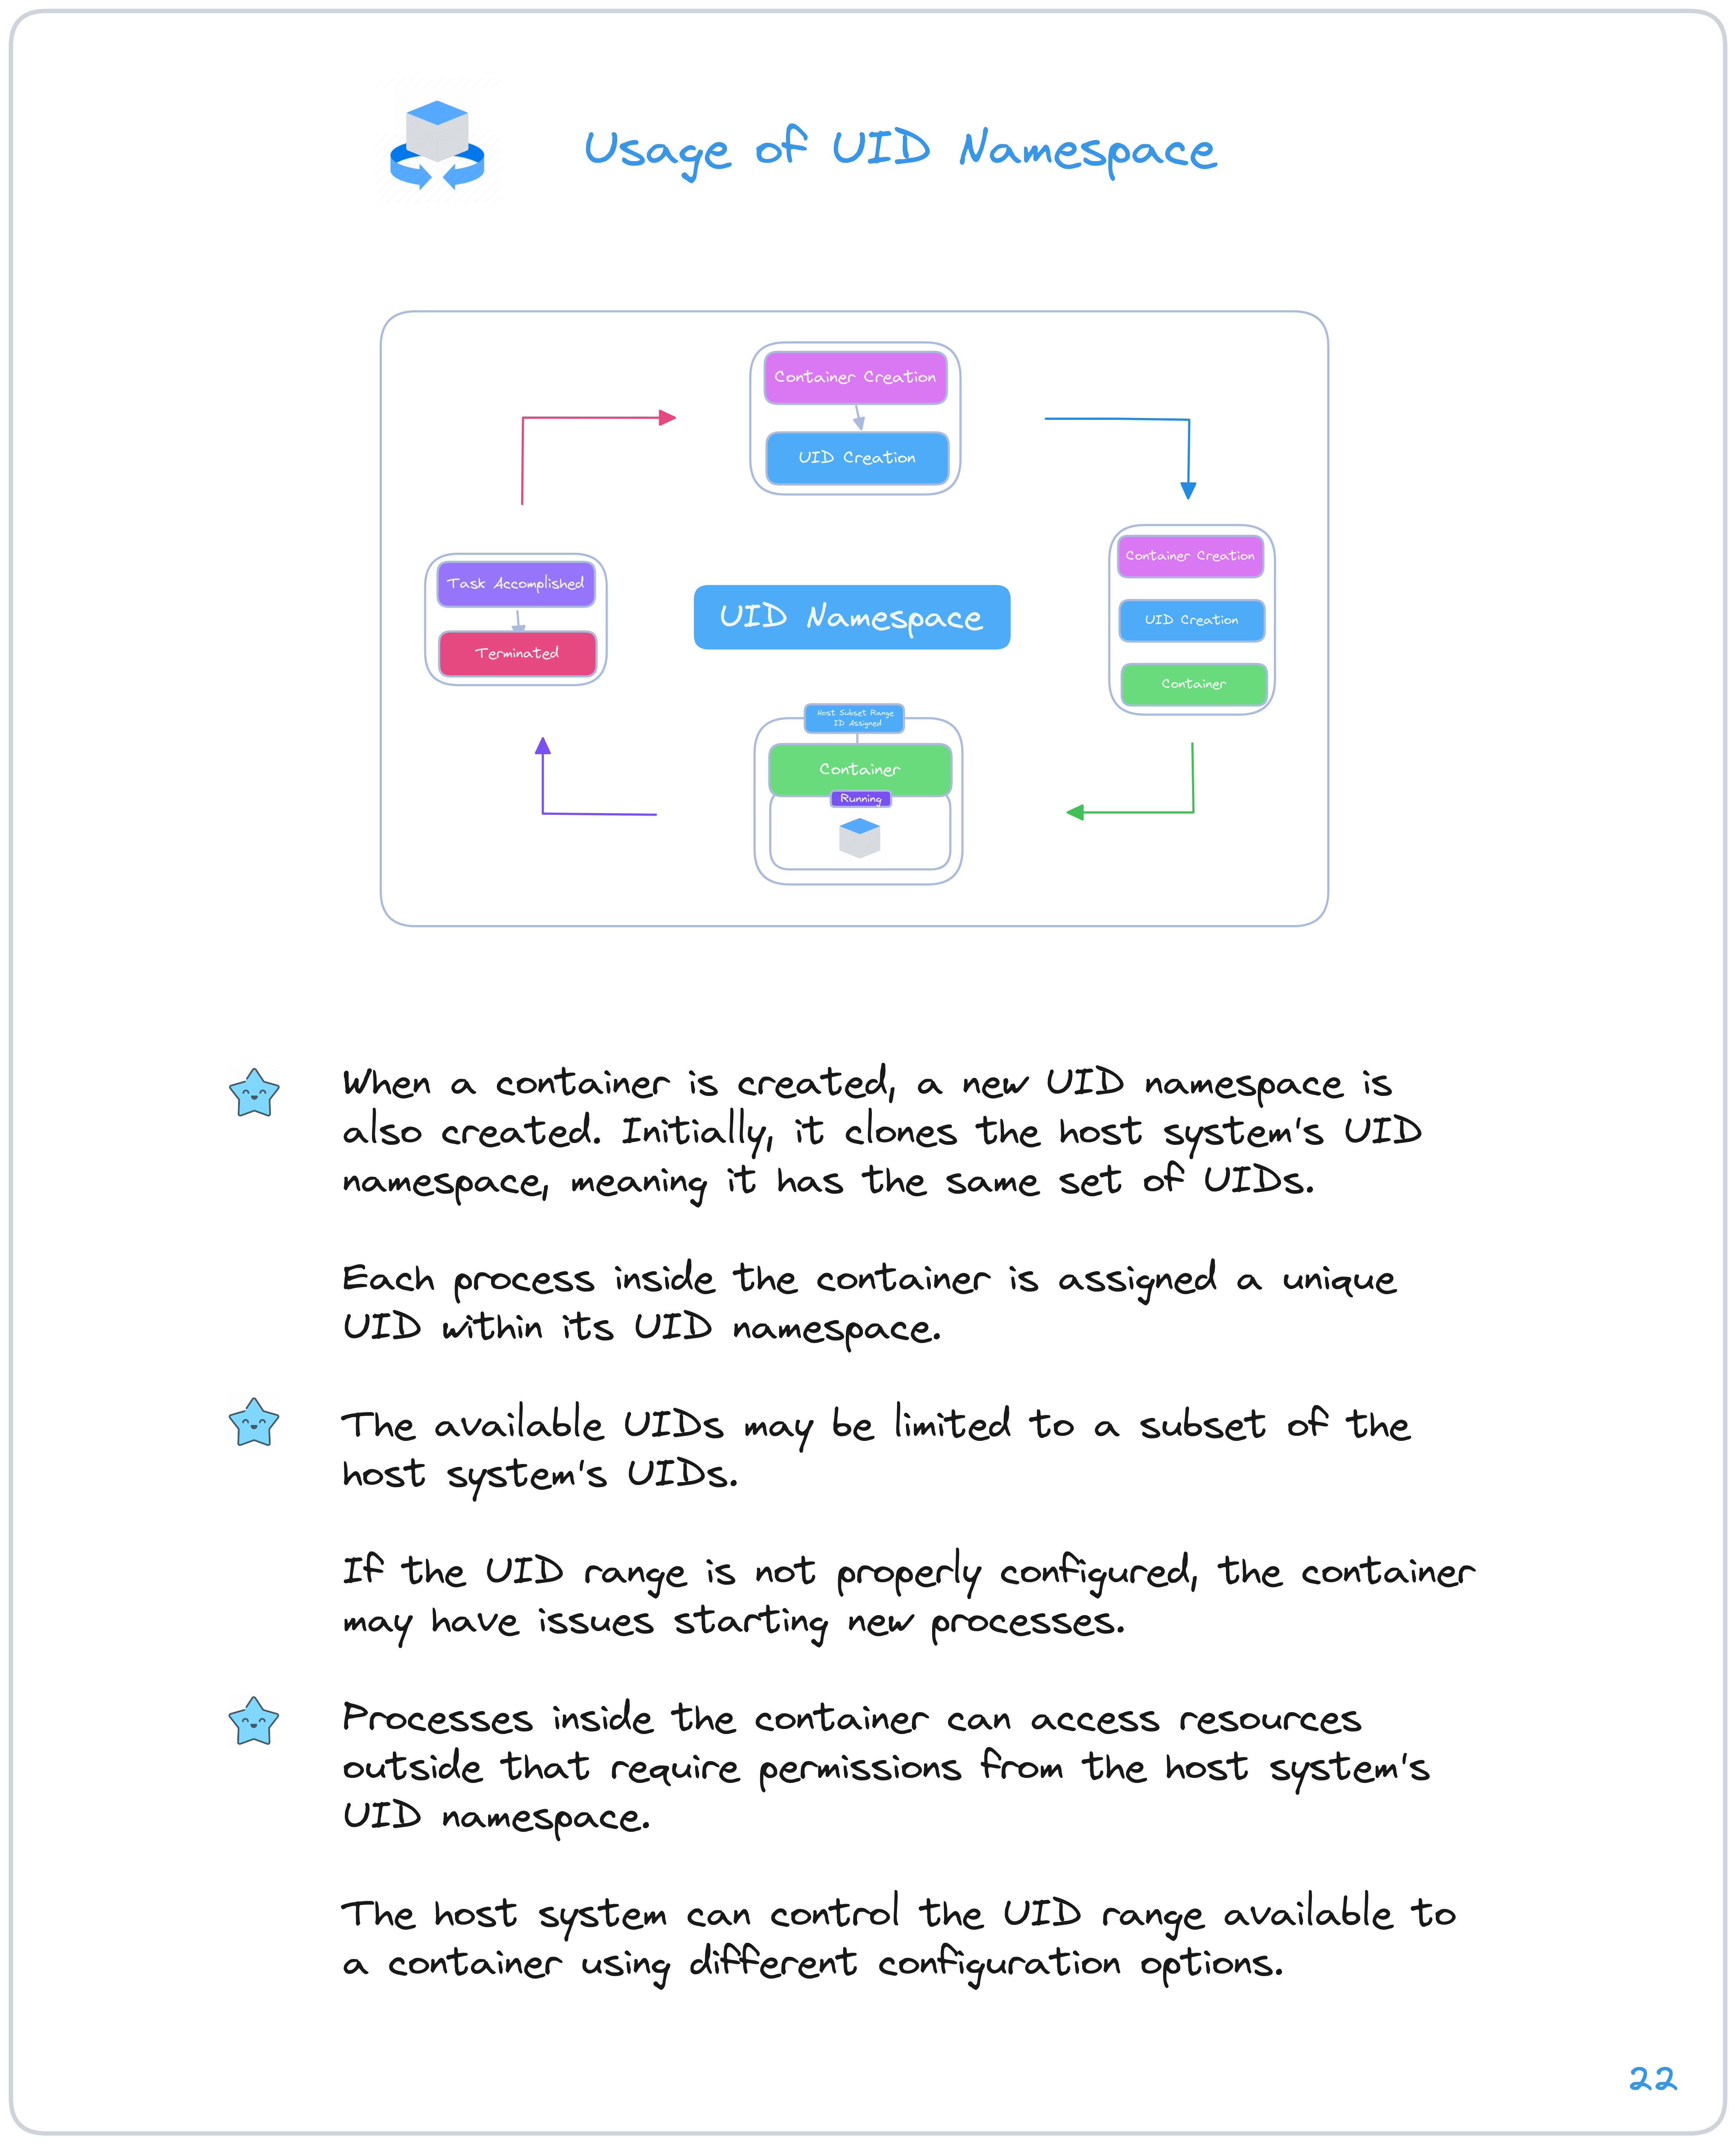 Usage of UID Namespace
Container Creation
UID Creation
Container Creation
UID Creation
Container
Task Accomplished
Terminated
UID Namespace
Host Subset Range
ID Assigned
Container
Running
When a container is created, a new UID namespace is
also created. Initially, it clones the host system's UID
namespace, meaning it has the same set of UIDs.
Each process inside the container is assigned a unique
UID within its UID namespace.
The available UIDs may be limited to a subset of the
host system's UIDs.
If the UID range is not properly configured, the container
may have issues starting new processes.
Processes inside the container can access resources
outside that require permissions from the host system's
UID namespace.
The host system can control the UID range available to
a container using different configuration options.
22